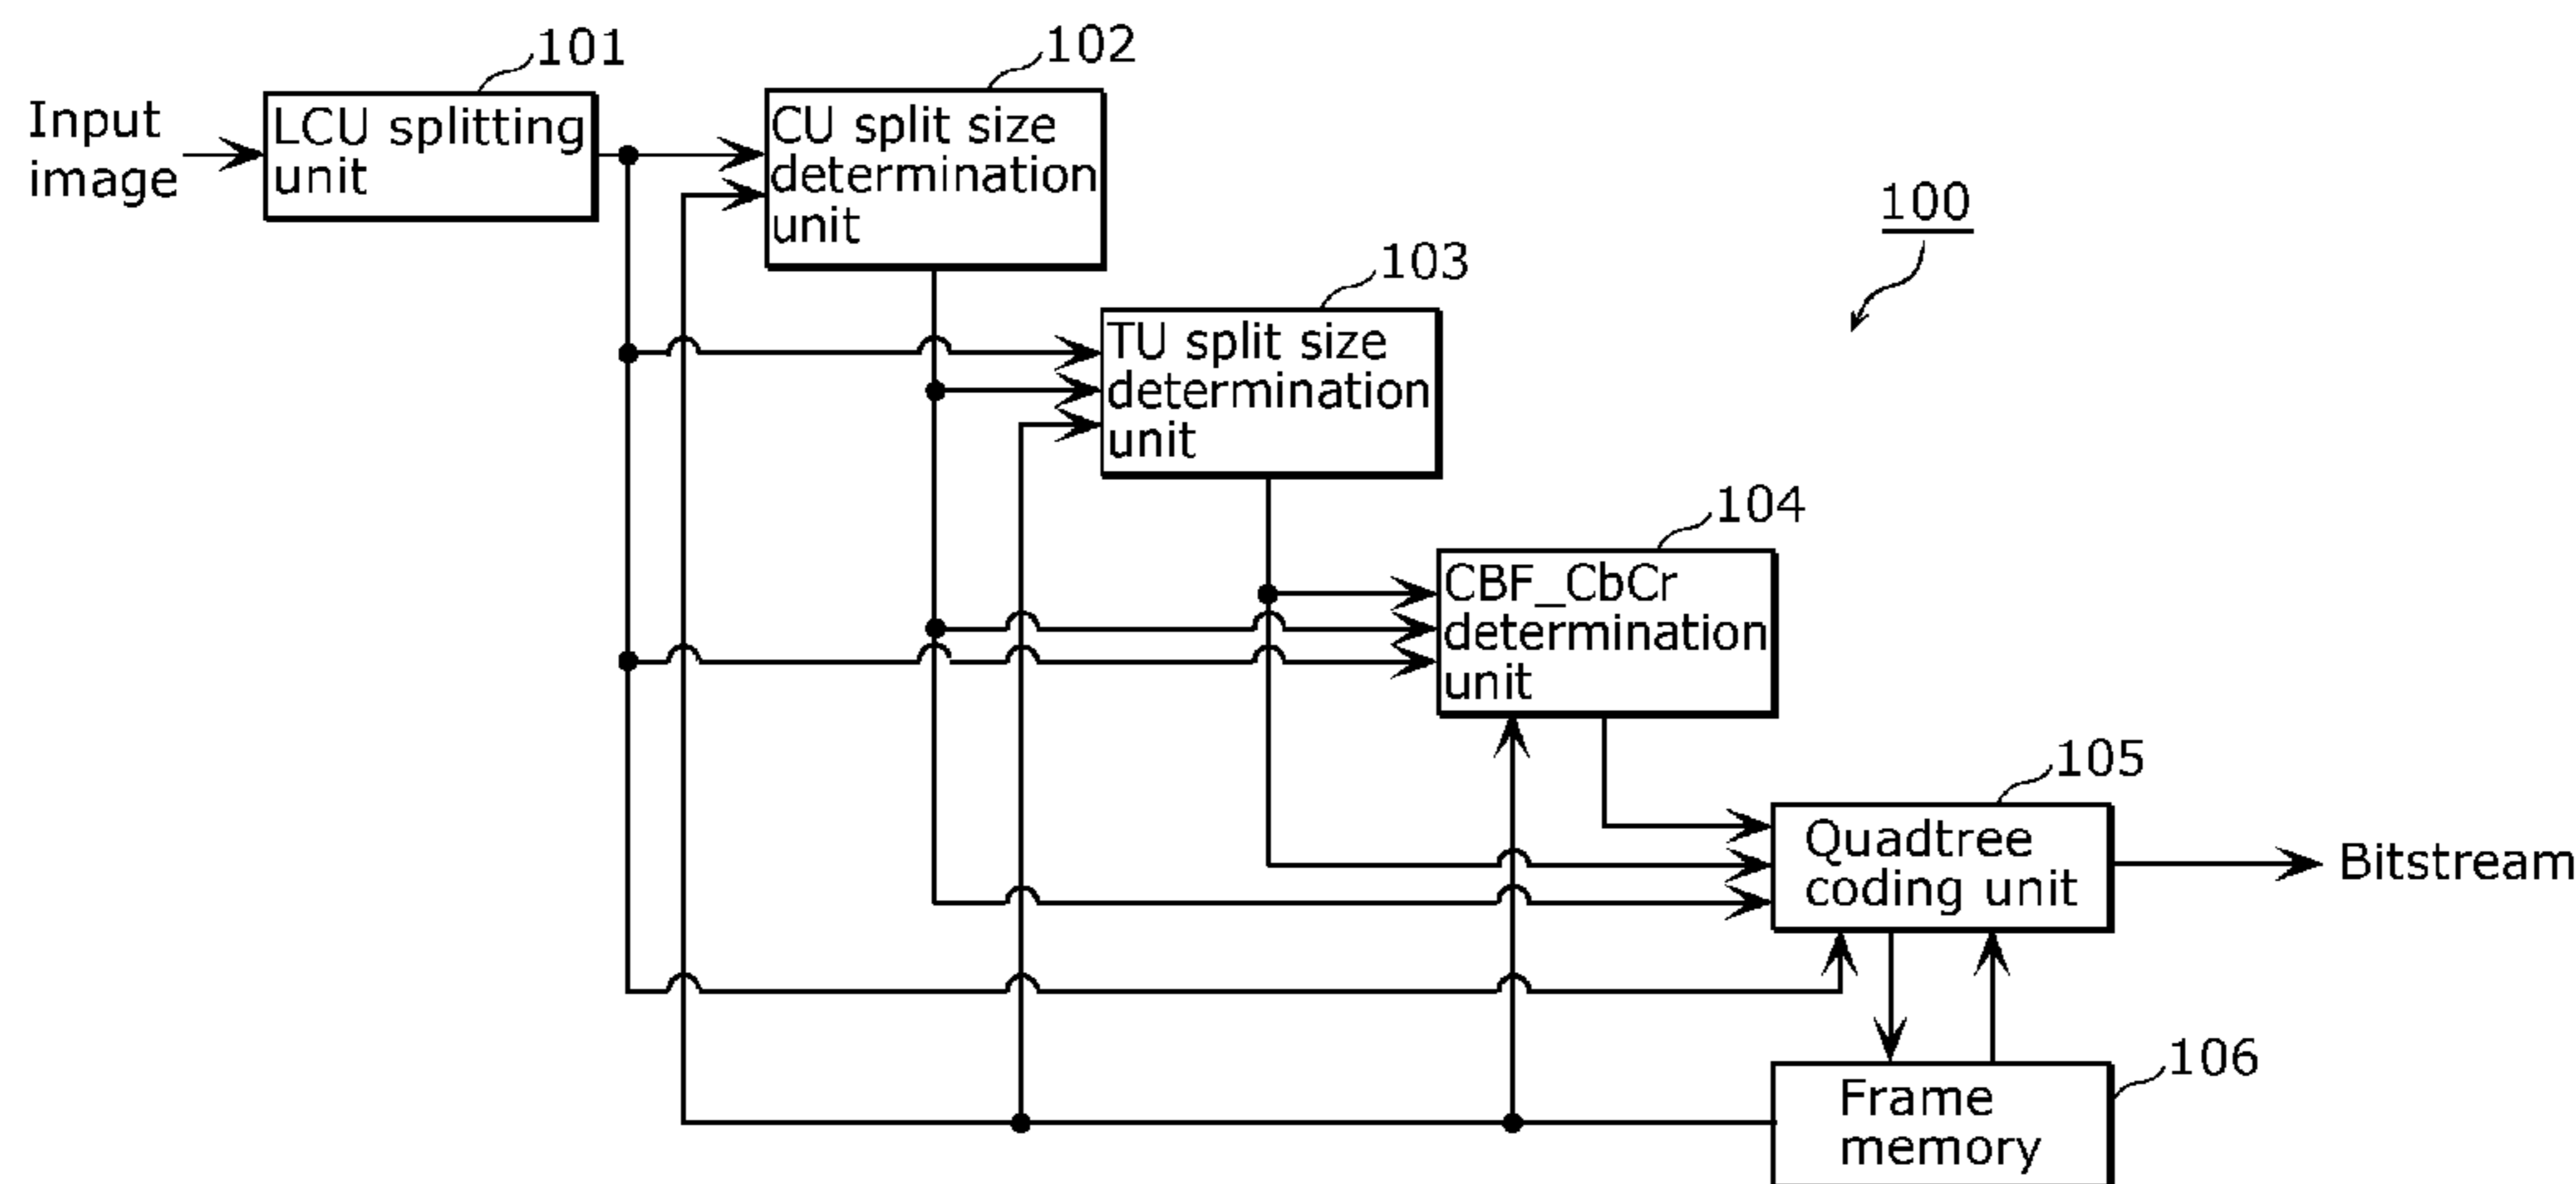 101
102
Input
image
LCU splitting
unit
CU split size
determination
unit
100
103
TU split size
determination
unit
104
CBF_CbCr
determination
unit
105
Quadtree
coding unit
Bitstream
106
Frame
memory